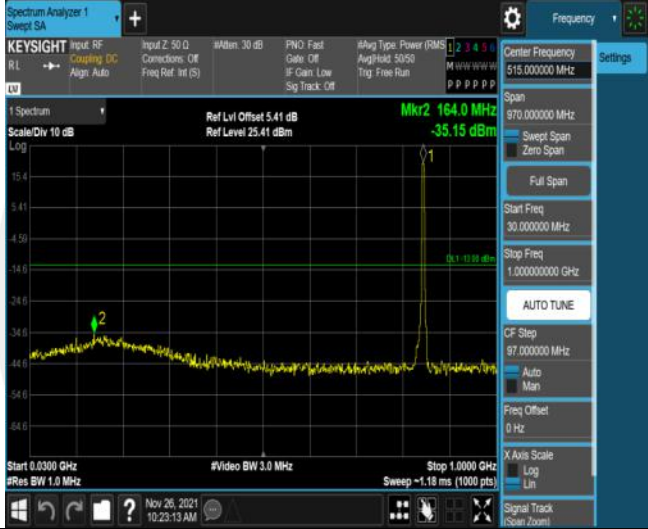 Spectrum Analyzer 1
Swept SA
Frequency
KEYSIGHT
RL
LV
Input: RF
Coupling: DC
Align: Auto
Input Z: 50 Ω
Corrections: Off
Freq Ref: Int (S)
#Atten: 30 dB
PNO: Fast
Gate: Off
IF Gain: Low
Sig Track: Off
#Avg Type: Power (RMS
Avg|Hold: 50/50
Trig: Free Run
1 2 3 4 5 6
M W W W W W
P P P P P P
Settings
1 Spectrum
Scale/Div 10 dB
Log
Ref Lvl Offset 5.41 dB
Ref Level 25.41 dBm
Mkr2 164.0 MHz
-35.15 dBm
15.4
5.41
-4.59
-14.6
-24.6
-34.6
-44.6
-54.6
-64.6
1
2
DL1 -13.00 dBm
Start 0.0300 GHz
#Res BW 1.0 MHz
#Video BW 3.0 MHz
Stop 1.0000 GHz
Sweep ~1.18 ms (1000 pts)
Center Frequency
515.000000 MHz
Span
970.000000 MHz
Swept Span
Zero Span
Full Span
Start Freq
30.000000 MHz
Stop Freq
1.000000000 GHz
AUTO TUNE
CF Step
97.000000 MHz
Auto
Man
Freq Offset
0 Hz
X Axis Scale
Log
Lin
Signal Track
(Span Zoom)
?
Nov 26, 2021
10:23:13 AM